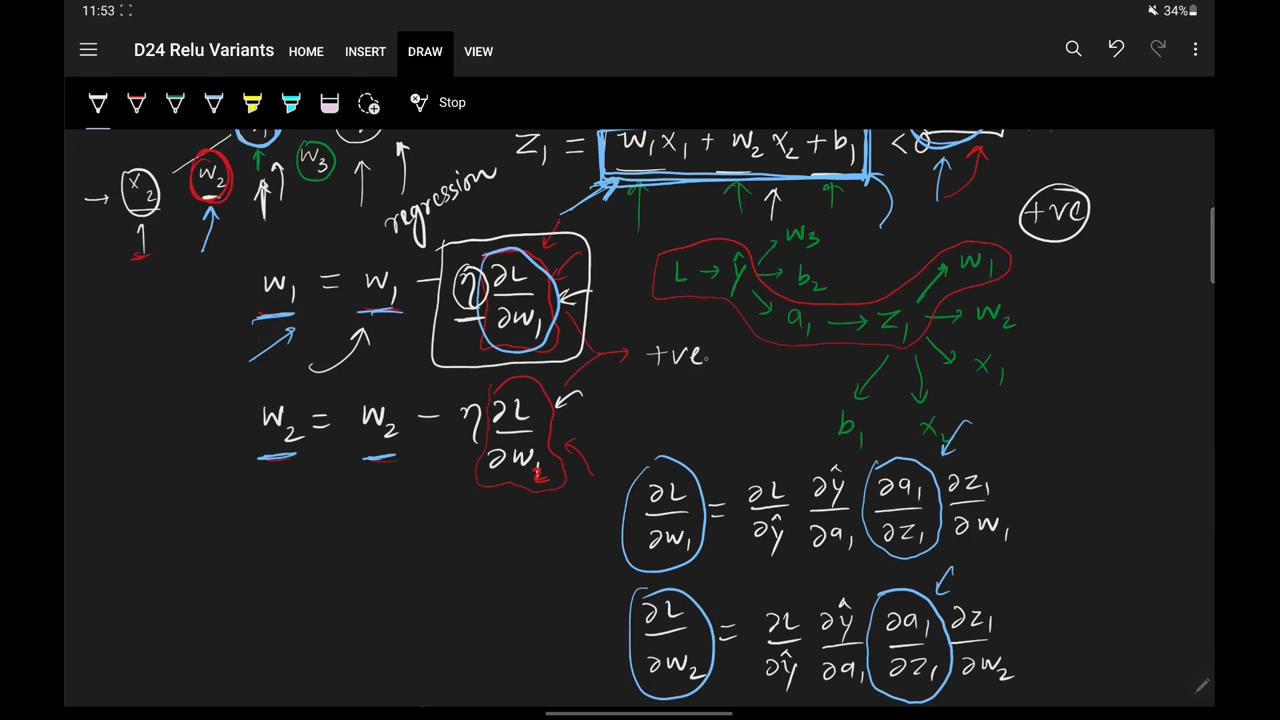 11:53
34%
D24 Relu Variants HOME INSERT DRAW VIEW
Stop
z₁ = w₁x₁ + w₂x₂ + b₁ < 0
x₂ w₂ w₃
regression
+ve
w₁ = w₁ − η ∂L/∂w₁
+ve
w₂ = w₂ − η ∂L/∂w₂
L → ŷ → w₃
→ b₂
a₁ → z₁ → w₁
→ w₂
x₁
b₁ x₂
∂L/∂w₁ = ∂L/∂ŷ ∂ŷ/∂a₁ ∂a₁/∂z₁ ∂z₁/∂w₁
∂L/∂w₂ = ∂L/∂ŷ ∂ŷ/∂a₁ ∂a₁/∂z₁ ∂z₁/∂w₂